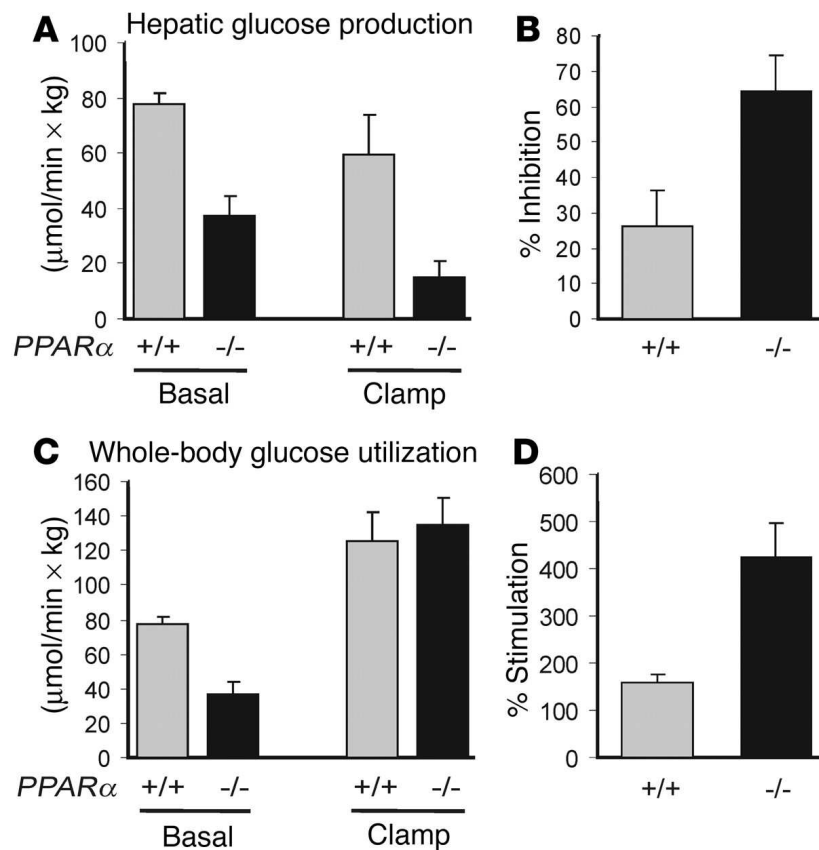 A Hepatic glucose production
(µmol/min × kg)
100
80
60
40
20
0
PPARα +/+ -/- +/+ -/-
Basal Clamp
B
% Inhibition
80
70
60
50
40
30
20
10
0
+/+ -/-
C Whole-body glucose utilization
(µmol/min × kg)
160
140
120
100
80
60
40
20
0
PPARα +/+ -/- +/+ -/-
Basal Clamp
D
% Stimulation
600
500
400
300
200
100
0
+/+ -/-